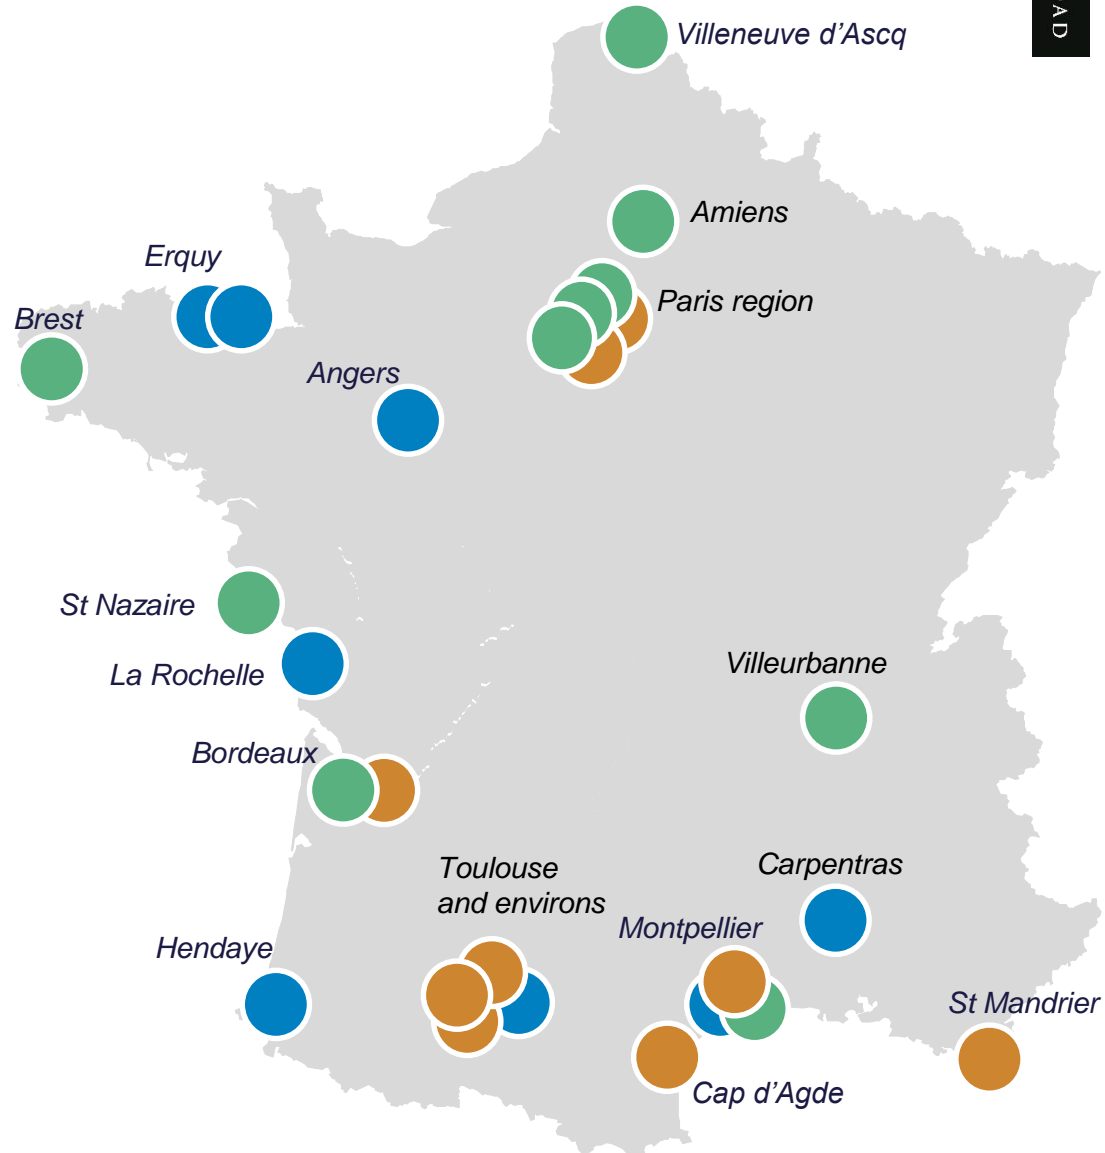 AD
Villeneuve d’Ascq
Amiens
Erquy
Paris region
Brest
Angers
St Nazaire
La Rochelle
Villeurbanne
Bordeaux
Toulouse
and environs
Carpentras
Montpellier
Hendaye
St Mandrier
Cap d’Agde